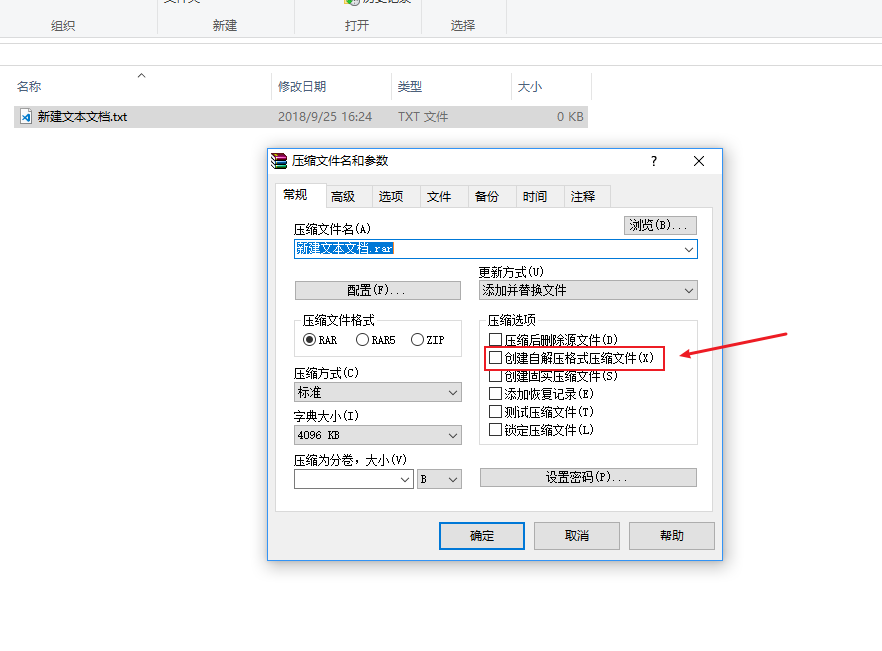 组织
新建
打开
选择
名称
修改日期
类型
大小
新建文本文档.txt
2018/9/25 16:24
TXT 文件
0 KB
压缩文件名和参数
?
常规
高级
选项
文件
备份
时间
注释
压缩文件名(A)
浏览(B)...
新建文本文档.rar
更新方式(U)
配置(F)...
添加并替换文件
压缩文件格式
RAR
RAR5
ZIP
压缩选项
压缩后删除源文件(D)
创建自解压格式压缩文件(X)
创建固实压缩文件(S)
添加恢复记录(E)
测试压缩文件(T)
锁定压缩文件(L)
压缩方式(C)
标准
字典大小(I)
4096 KB
压缩为分卷，大小(V)
B
设置密码(P)...
确定
取消
帮助